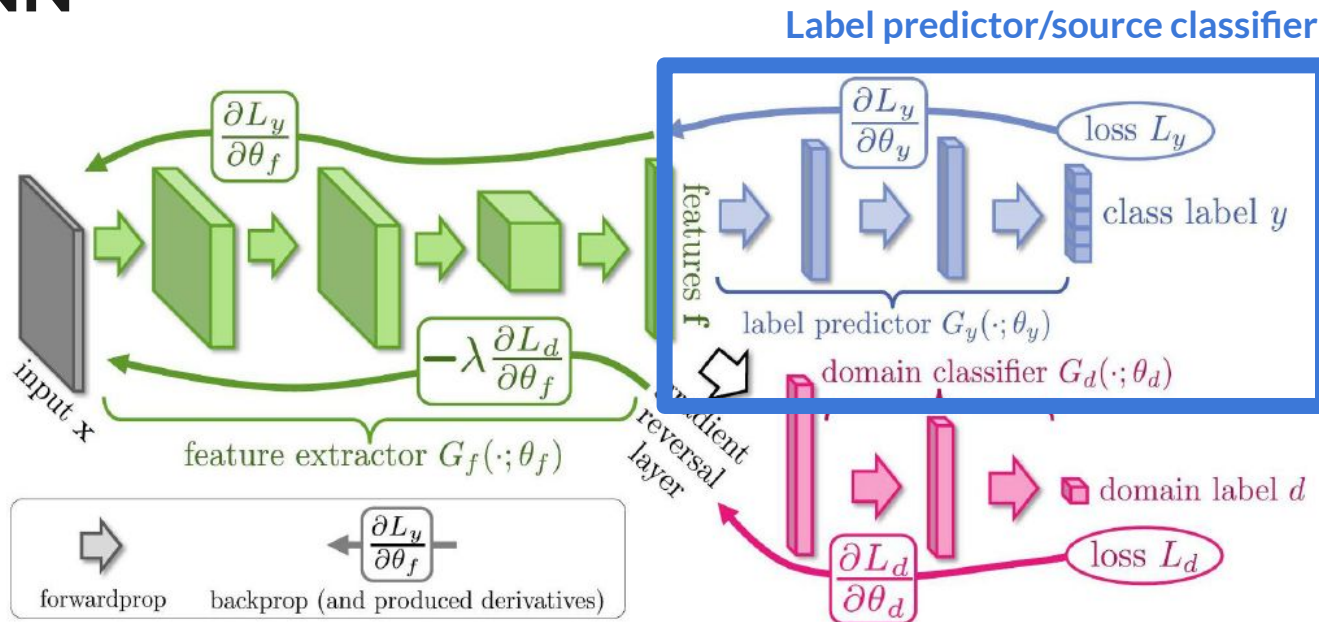 Label predictor/source classifier
∂L_y
∂θ_f
∂L_y
∂θ_y
loss L_y
features f
class label y
label predictor G_y(·;θ_y)
−λ ∂L_d
∂θ_f
domain classifier G_d(·;θ_d)
input x
feature extractor G_f(·;θ_f)
reversal
layer
domain label d
∂L_d
∂θ_d
loss L_d
∂L_y
∂θ_f
forwardprop
backprop (and produced derivatives)